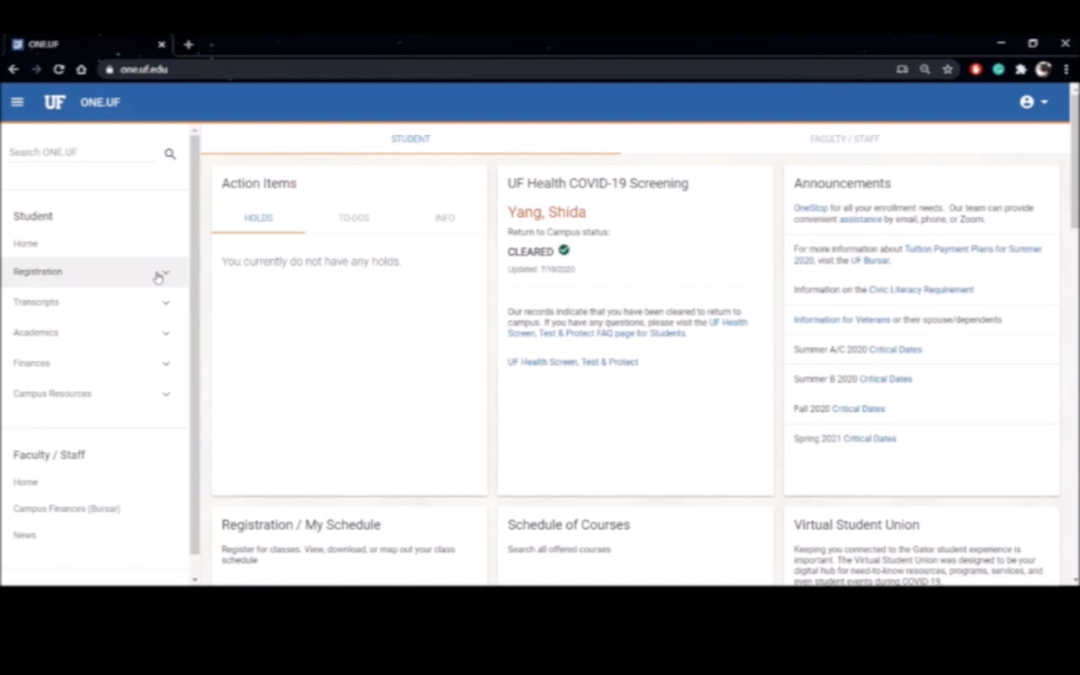 ONE.UF
one.uf.edu
UF ONE.UF
Search ONE.UF
Student
Home
Registration
Transcripts
Academics
Finances
Campus Resources
Faculty / Staff
Home
Campus Finances (Bursar)
News
STUDENT
FACULTY / STAFF
Action Items
HOLDS TO-DOS INFO
You currently do not have any holds.
UF Health COVID-19 Screening
Yang, Shida
Return to Campus status:
CLEARED
Updated: 7/18/2020
Our records indicate that you have been cleared to return to
campus. If you have any questions, please visit the UF Health
Screen, Test & Protect FAQ page for Students.
UF Health Screen, Test & Protect
Announcements
OneStop for all your enrollment needs. Our team can provide
convenient assistance by email, phone, or Zoom.
For more information about Tuition Payment Plans for Summer
2020, visit the UF Bursar.
Information on the Civic Literacy Requirement
Information for Veterans or their spouse/dependents
Summer A/C 2020 Critical Dates
Summer B 2020 Critical Dates
Fall 2020 Critical Dates
Spring 2021 Critical Dates
Registration / My Schedule
Register for classes. View, download, or map out your class
schedule
Schedule of Courses
Search all offered courses
Virtual Student Union
Keeping you connected to the Gator student experience is
important. The Virtual Student Union was designed to be your
digital hub for need-to-know resources, programs, services, and
even student events during COVID-19.